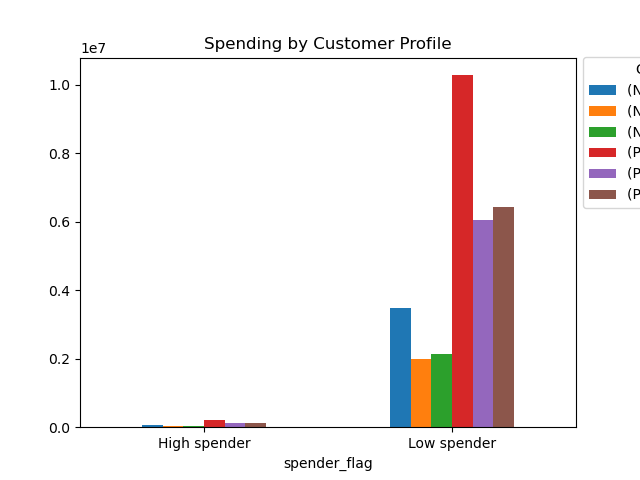 Spending by Customer Profile
1e7
1.0
0.8
0.6
0.4
0.2
0.0
High spender
Low spender
spender_flag
(N
(N
(N
(P
(P
(P